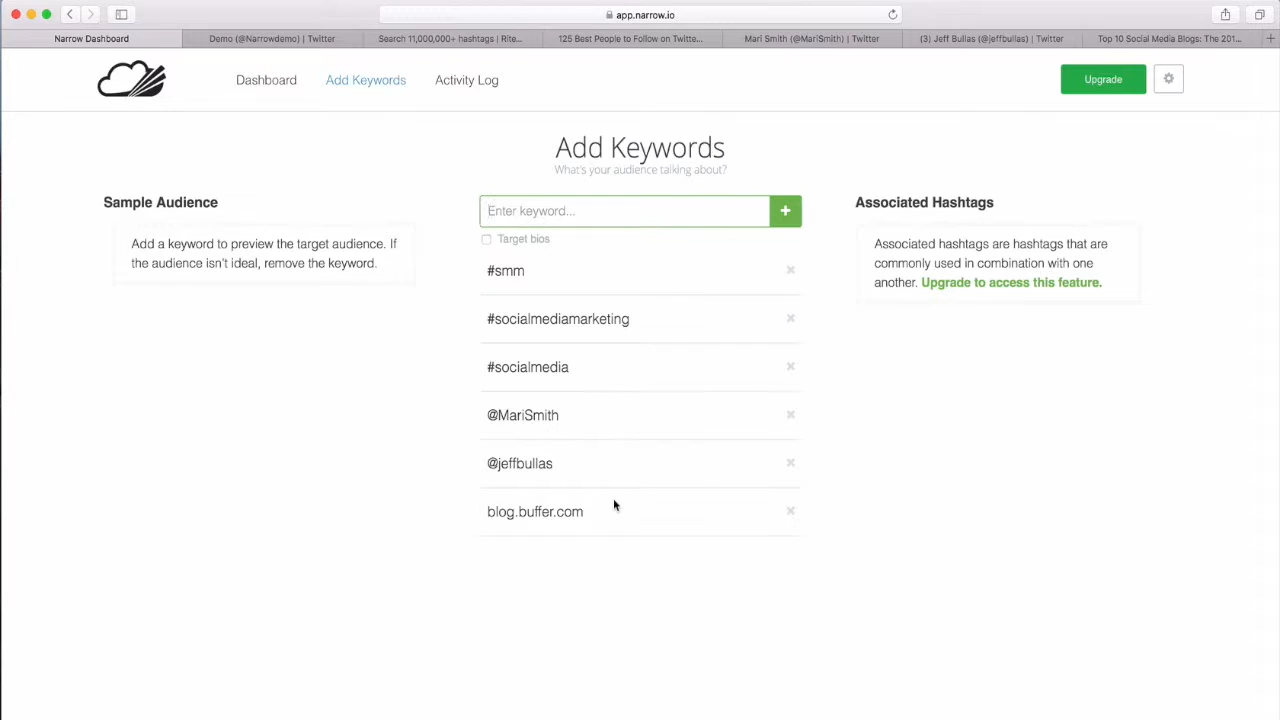 app.narrow.io
Narrow Dashboard
Demo (@Narrowdemo) | Twitter
Search 11,000,000+ hashtags | Rite...
125 Best People to Follow on Twitte...
Mari Smith (@MariSmith) | Twitter
(3) Jeff Bullas (@jeffbullas) | Twitter
Top 10 Social Media Blogs: The 201...
Dashboard
Add Keywords
Activity Log
Upgrade
Add Keywords
What's your audience talking about?
Sample Audience
Add a keyword to preview the target audience. If
the audience isn't ideal, remove the keyword.
Enter keyword...
Target bios
#smm
#socialmediamarketing
#socialmedia
@MariSmith
@jeffbullas
blog.buffer.com
Associated Hashtags
Associated hashtags are hashtags that are
commonly used in combination with one
another. Upgrade to access this feature.